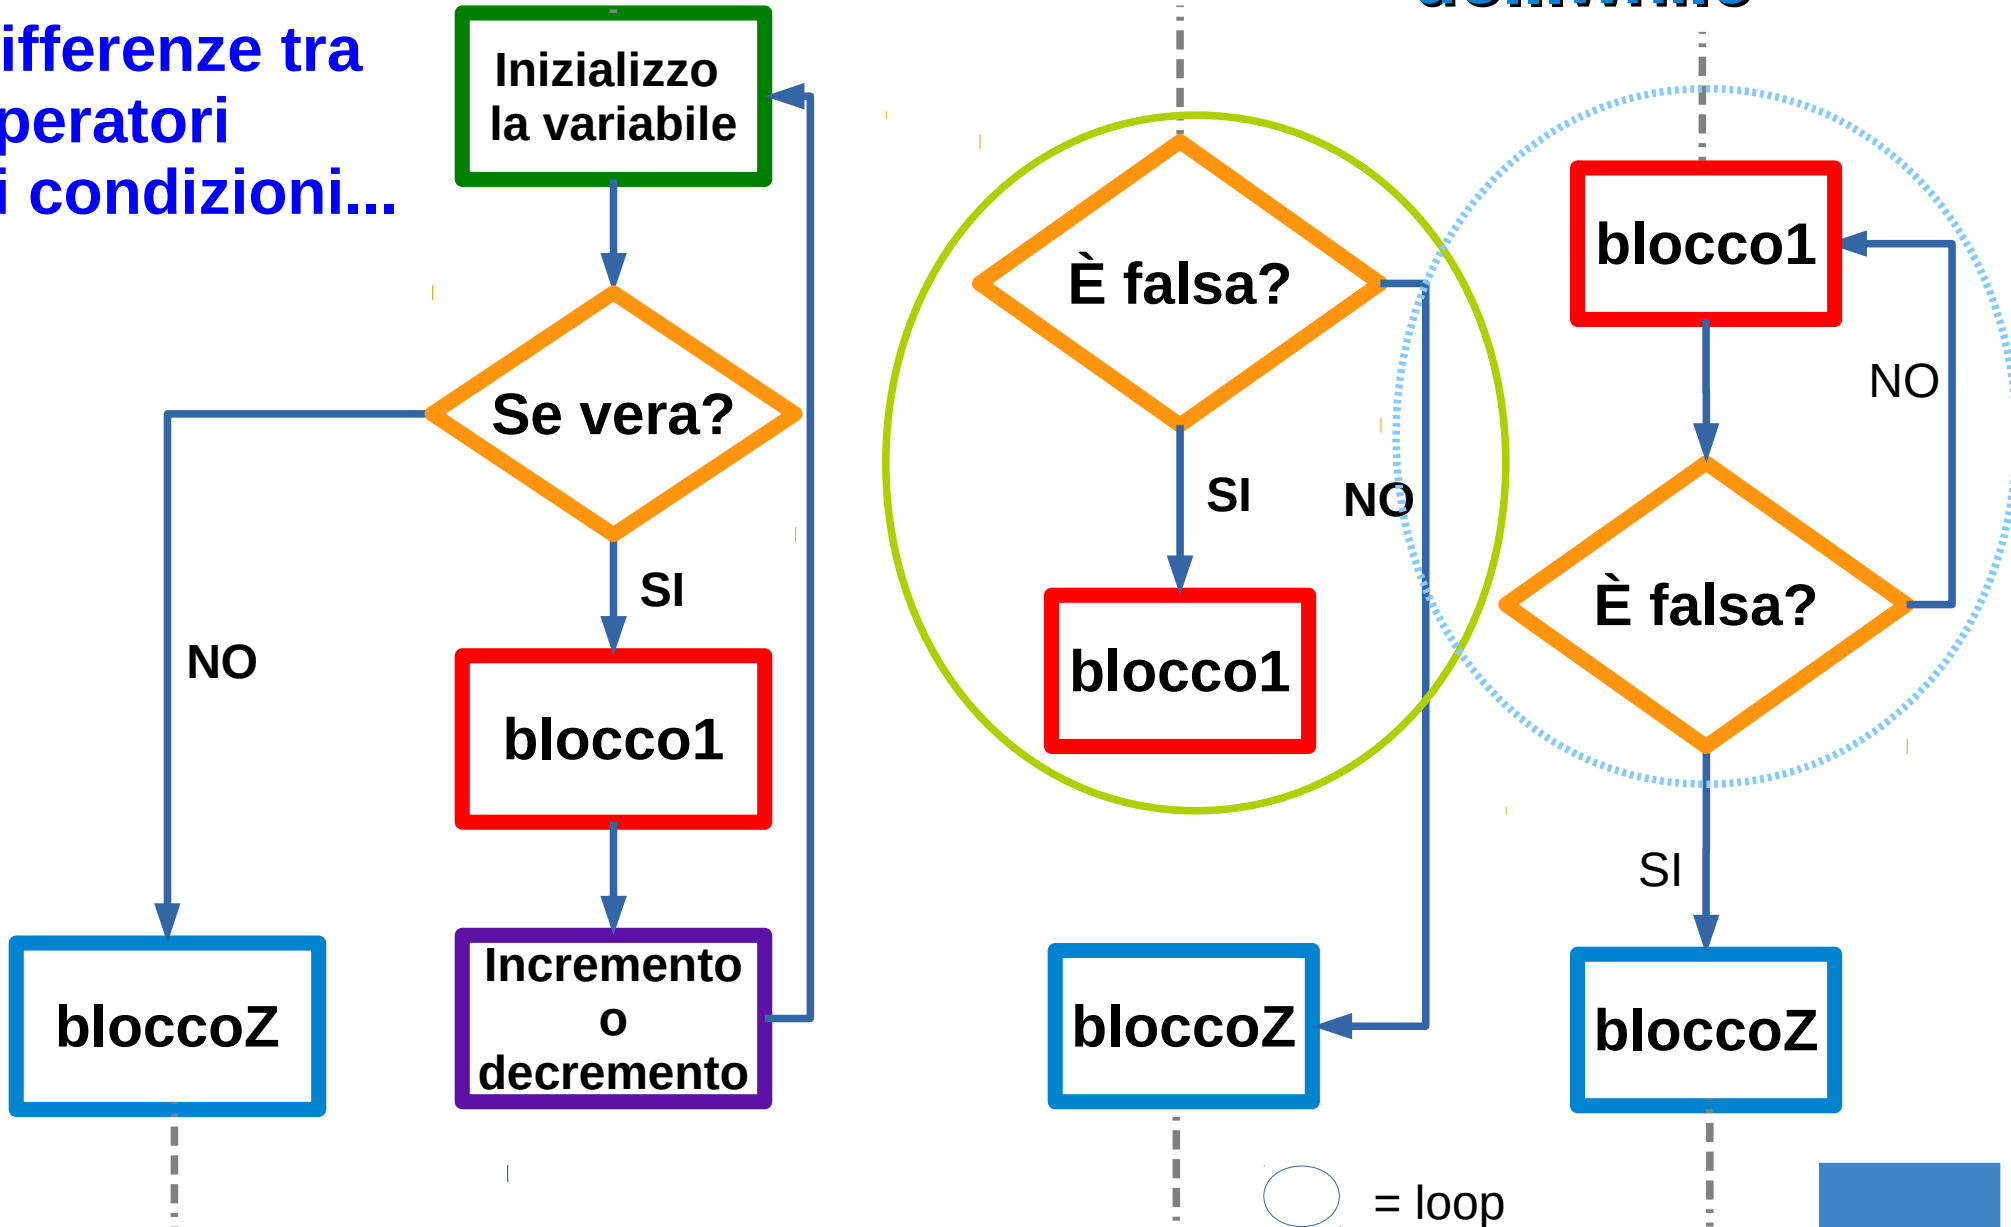 ifferenze tra
peratori
i condizioni...
Inizializzo
la variabile
Se vera?
NO
SI
blocco1
bloccoZ
Incremento
o
decremento
È falsa?
SI
NO
blocco1
bloccoZ
blocco1
NO
È falsa?
SI
bloccoZ
= loop